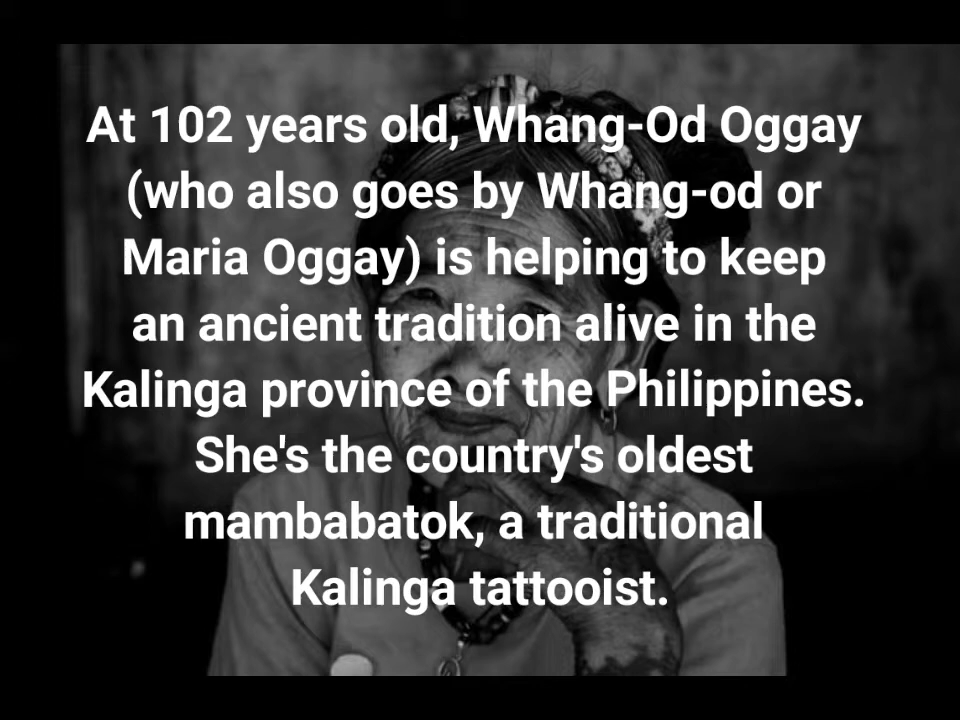 At 102 years old, Whang-Od Oggay
(who also goes by Whang-od or
Maria Oggay) is helping to keep
an ancient tradition alive in the
Kalinga province of the Philippines.
She's the country's oldest
mambabatok, a traditional
Kalinga tattooist.